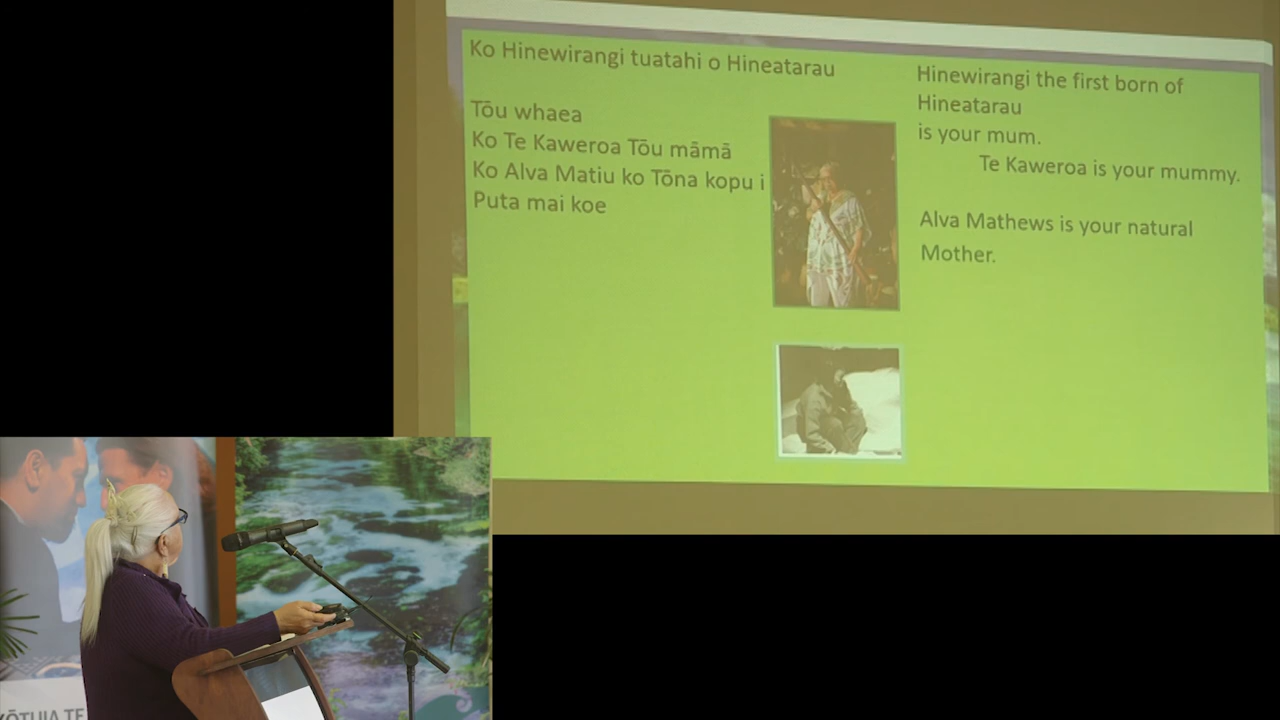 Ko Hinewirangi tuatahi o Hineatarau
Tōu whaea
Ko Te Kaweroa Tōu māmā
Ko Alva Matiu ko Tōna kopu i
Puta mai koe
Hinewirangi the first born of
Hineatarau
is your mum.
Te Kaweroa is your mummy.
Alva Mathews is your natural
Mother.
KŌTUIA TE